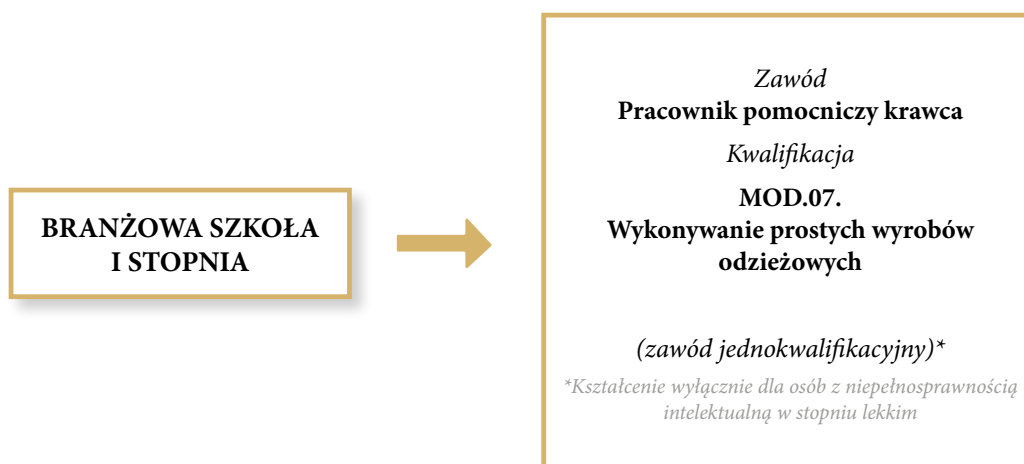 BRANŻOWA SZKOŁA
I STOPNIA
Zawód
Pracownik pomocniczy krawca
Kwalifikacja
MOD.07.
Wykonywanie prostych wyrobów
odzieżowych
(zawód jednokwalifikacyjny)*
*Kształcenie wyłącznie dla osób z niepełnosprawnością
intelektualną w stopniu lekkim